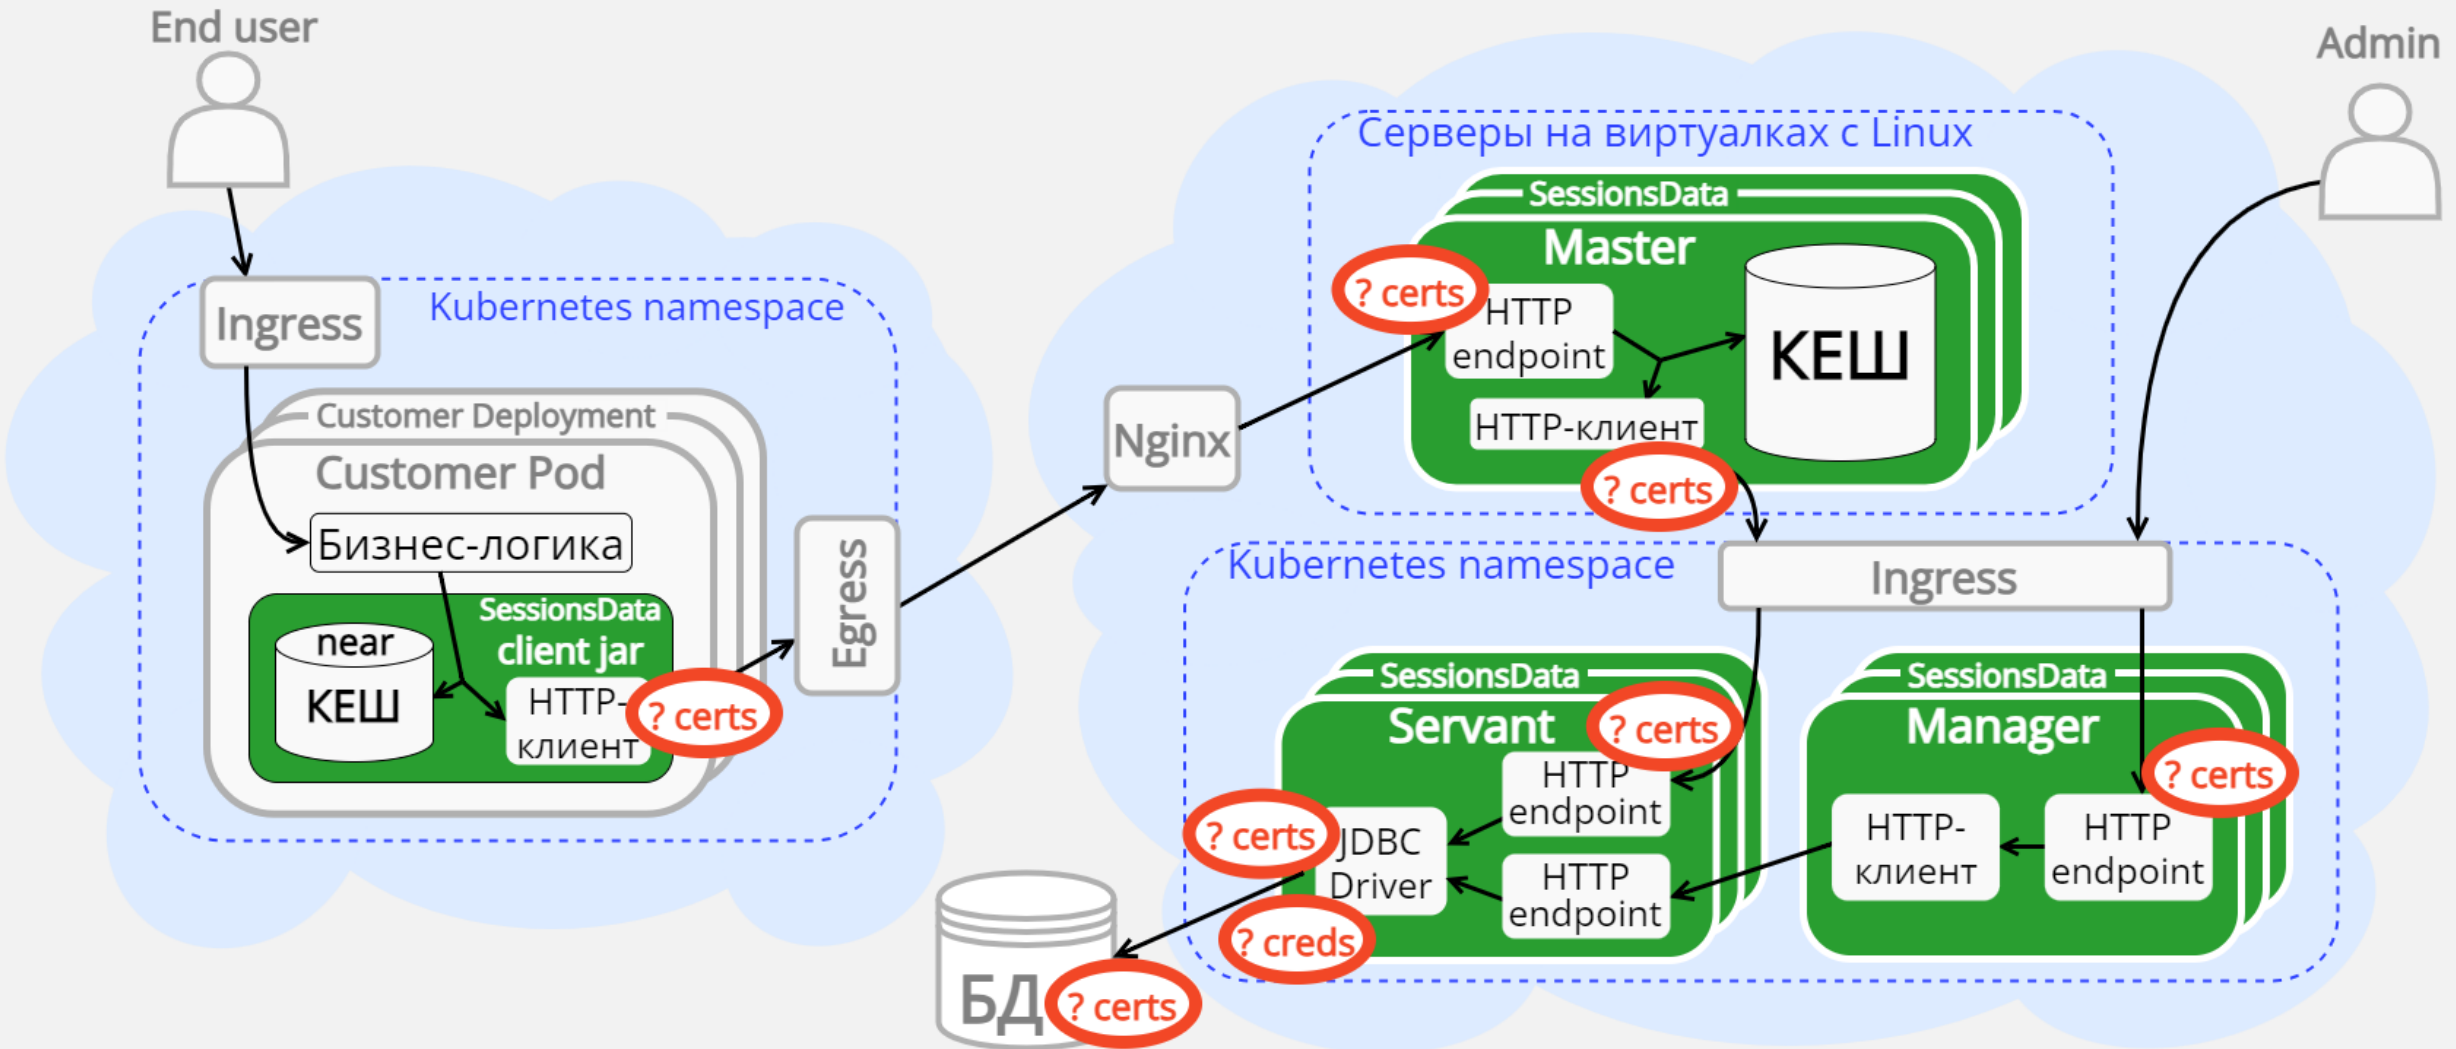 End user
Admin
Ingress
Kubernetes namespace
Customer Deployment
Customer Pod
Бизнес-логика
SessionsData
client jar
near
КЕШ
HTTP-
клиент
? certs
Egress
Nginx
Серверы на виртуалках с Linux
SessionsData
Master
? certs
HTTP
endpoint
КЕШ
HTTP-клиент
? certs
Kubernetes namespace
Ingress
SessionsData
Servant
? certs
HTTP
endpoint
? certs
JDBC
Driver
HTTP
endpoint
? creds
SessionsData
Manager
? certs
HTTP-
клиент
HTTP
endpoint
БД
? certs